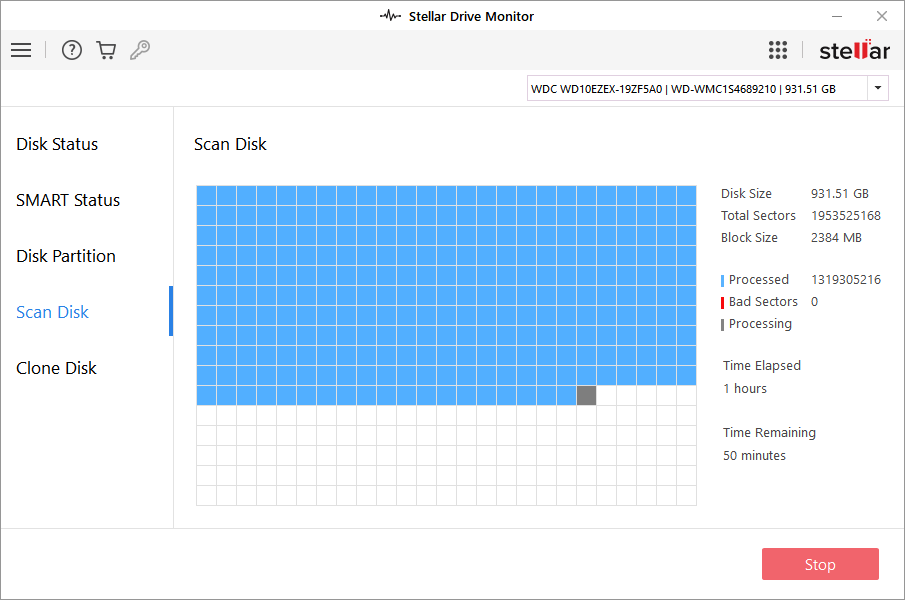 Stellar Drive Monitor
?
stellar
WDC WD10EZEX-19ZF5A0 | WD-WMC1S4689210 | 931.51 GB
Disk Status
SMART Status
Disk Partition
Scan Disk
Clone Disk
Scan Disk
Disk Size 931.51 GB
Total Sectors 1953525168
Block Size 2384 MB
Processed 1319305216
Bad Sectors 0
Processing
Time Elapsed
1 hours
Time Remaining
50 minutes
Stop